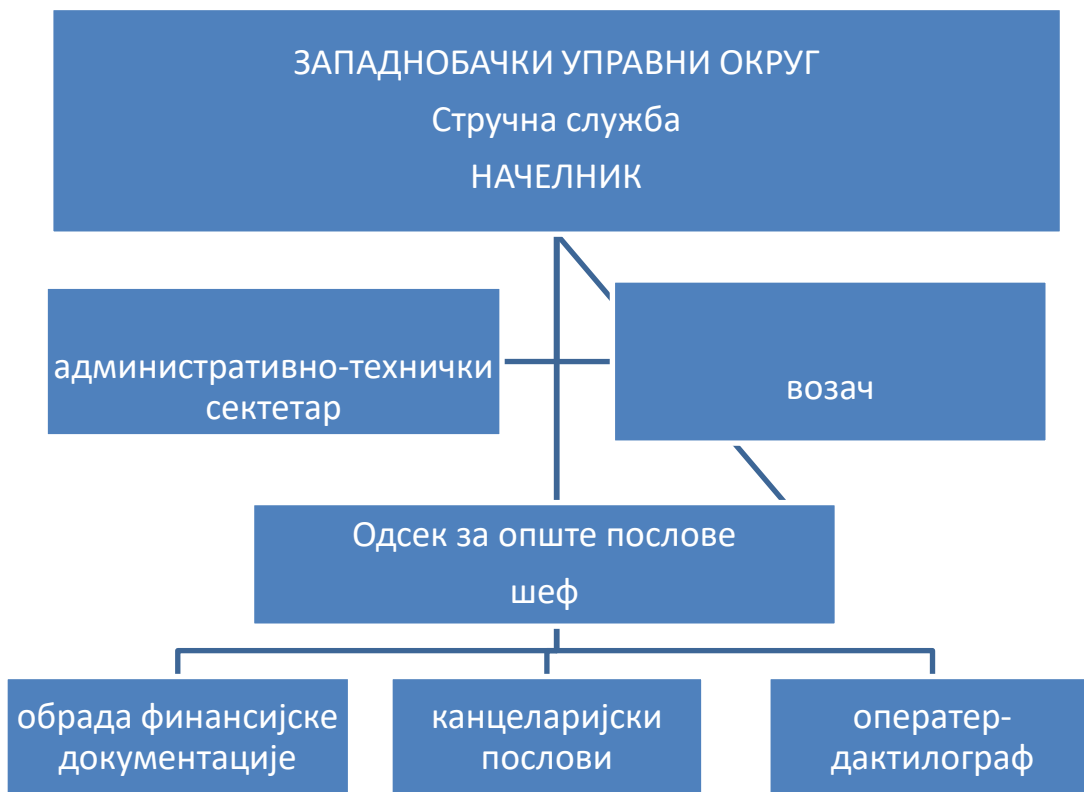 ЗАПАДНОБАЧКИ УПРАВНИ ОКРУГ
Стручна служба
НАЧЕЛНИК
административно-технички
сектетар
возач
Одсек за опште послове
шеф
обрада финансијске
документације
канцеларијски
послови
оператер-
дактилограф